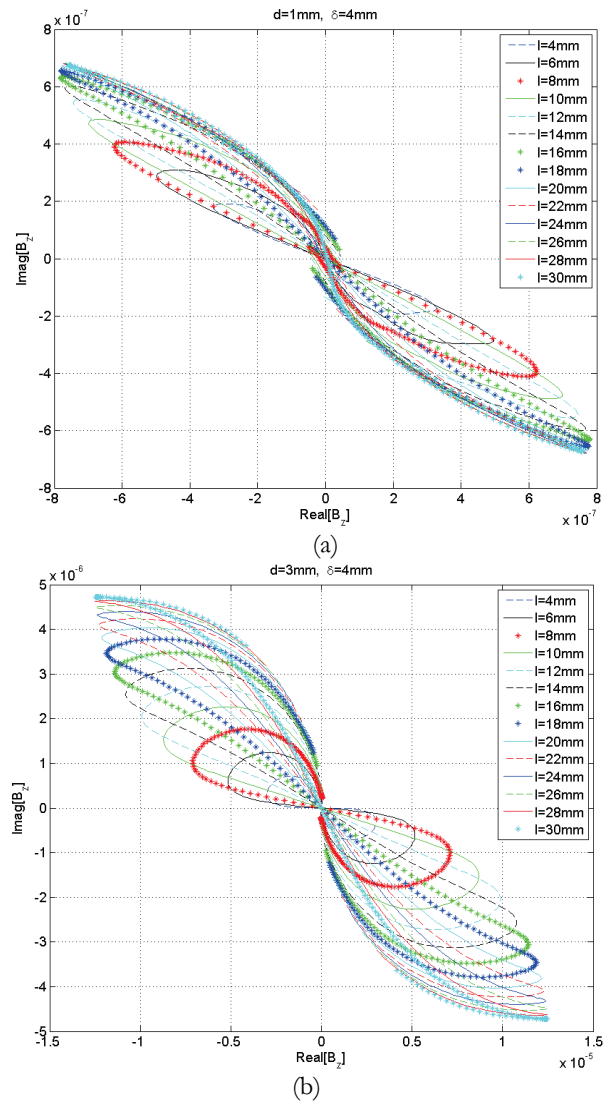 d=1mm, δ=4mm
8
6
4
2
0
-2
-4
-6
-8
x 10⁻⁷
Imag[B_z]
-8 -6 -4 -2 0 2 4 6 8
Real[B_z]
x 10⁻⁷
l=4mm
l=6mm
l=8mm
l=10mm
l=12mm
l=14mm
l=16mm
l=18mm
l=20mm
l=22mm
l=24mm
l=26mm
l=28mm
l=30mm
(a)
d=3mm, δ=4mm
5
4
3
2
1
0
-1
-2
-3
-4
-5
x 10⁻⁶
Imag[B_z]
-1.5 -1 -0.5 0 0.5 1 1.5
Real[B_z]
x 10⁻⁵
l=4mm
l=6mm
l=8mm
l=10mm
l=12mm
l=14mm
l=16mm
l=18mm
l=20mm
l=22mm
l=24mm
l=26mm
l=28mm
l=30mm
(b)